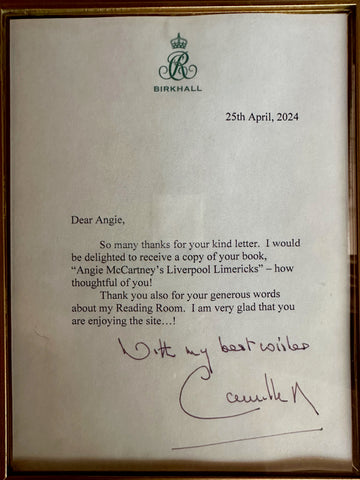 BIRKHALL
25th April, 2024
Dear Angie,
So many thanks for your kind letter. I would
be delighted to receive a copy of your book,
"Angie McCartney's Liverpool Limericks" – how
thoughtful of you!
Thank you also for your generous words
about my Reading Room. I am very glad that you
are enjoying the site...!
With my best wishes
Camilla R